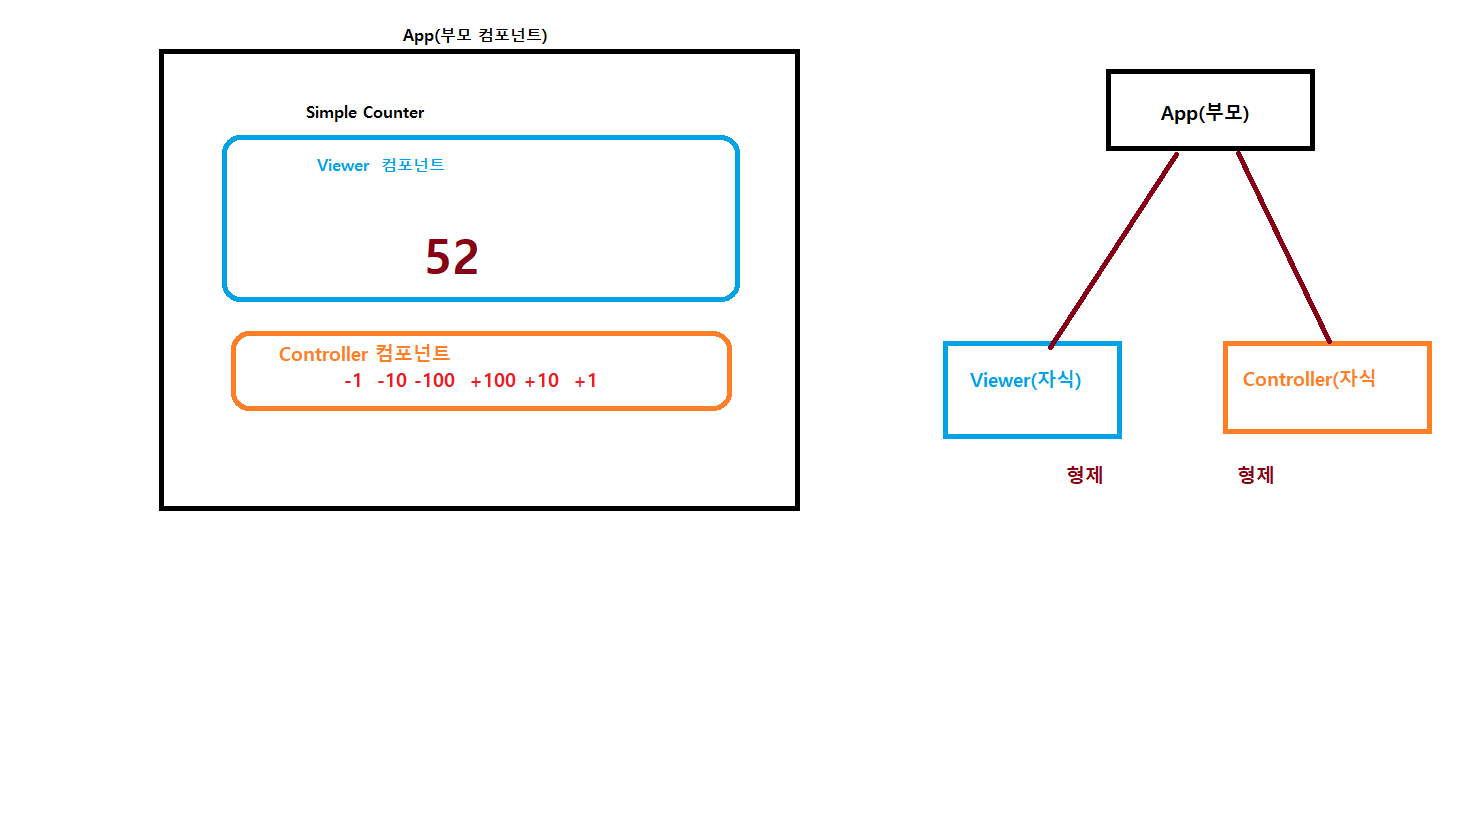 App(부모 컴포넌트)
Simple Counter
Viewer 컴포넌트
52
Controller 컴포넌트
-1 -10 -100 +100 +10 +1
App(부모)
Viewer(자식)
Controller(자식
형제
형제